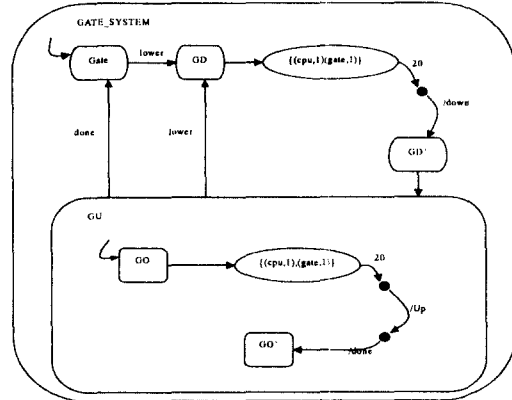 GATE_SYSTEM
Gate
lower
GD
{(cpu,1)(gate,1)}
20
/down
done
lower
GD'
GU
GO
{(cpu,1),(gate,1)}
20
/Up
GO'
/done